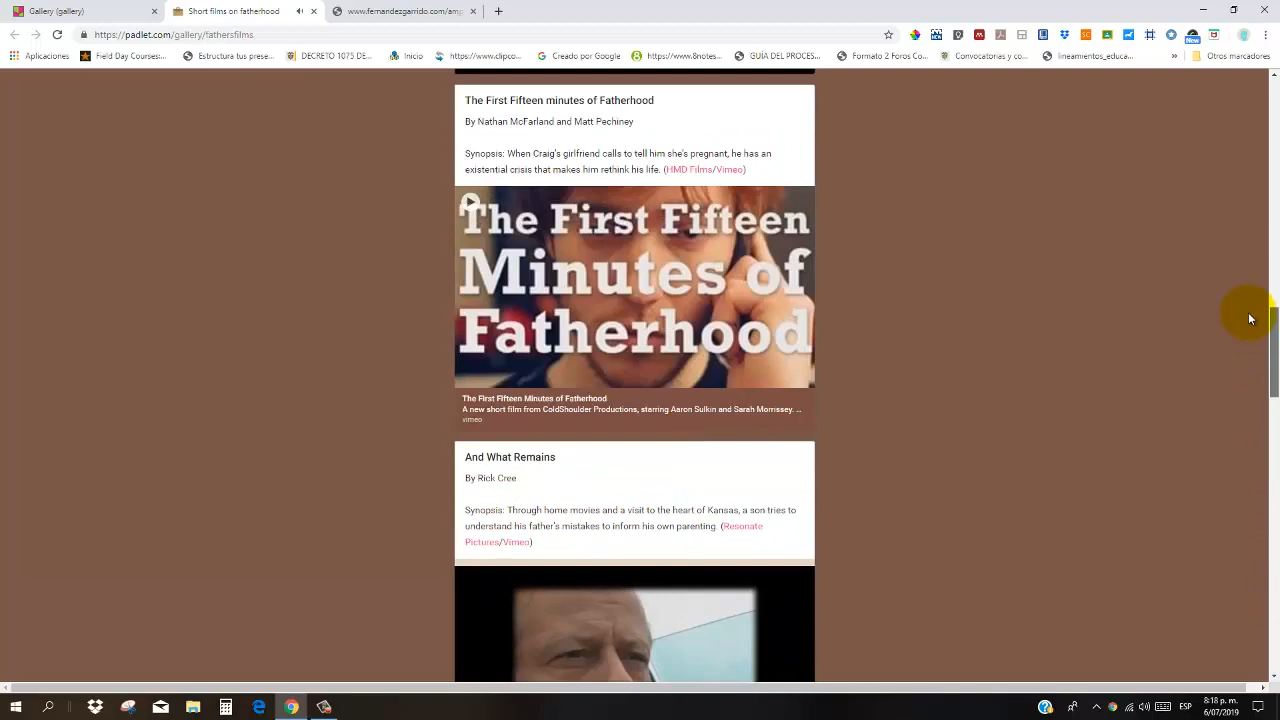 Gallery (gallery)
Short films on fatherhood
www.fernandezgarrido.com/amp
https://padlet.com/gallery/fathersfilms
Aplicaciones
Field Day Courses:...
Estructura tus prese...
DECRETO 1075 DE...
Inicio
https://www.clipco...
Creado por Google
https://www.8notes...
GUÍA DEL PROCES...
Formato 2 Foros Co...
Convocatorias y co...
lineamientos_educa...
Otros marcadores
New
The First Fifteen minutes of Fatherhood
By Nathan McFarland and Matt Pechiney
Synopsis: When Craig's girlfriend calls to tell him she's pregnant, he has an
existential crisis that makes him rethink his life. (HMD Films/Vimeo)
The First Fifteen
Minutes of
Fatherhood
The First Fifteen Minutes of Fatherhood
A new short film from ColdShoulder Productions, starring Aaron Sulkin and Sarah Morrissey. ...
vimeo
And What Remains
By Rick Cree
Synopsis: Through home movies and a visit to the heart of Kansas, a son tries to
understand his father's mistakes to inform his own parenting. (Resonate
Pictures/Vimeo)
ESP
8:18 p. m.
6/07/2019